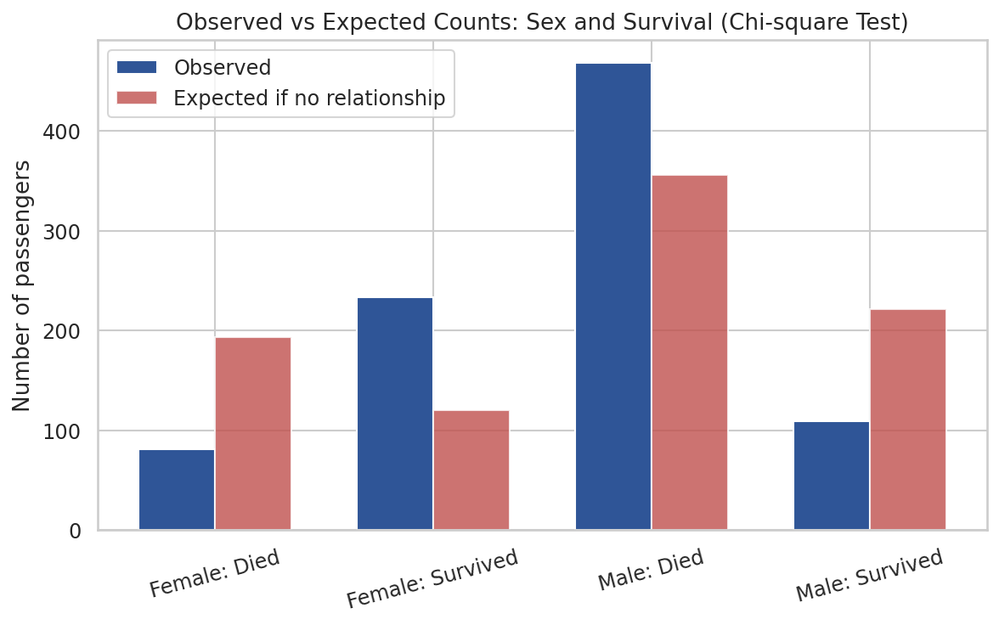 Observed vs Expected Counts: Sex and Survival (Chi-square Test)
Observed
Expected if no relationship
Number of passengers
400
300
200
100
0
Female: Died
Female: Survived
Male: Died
Male: Survived